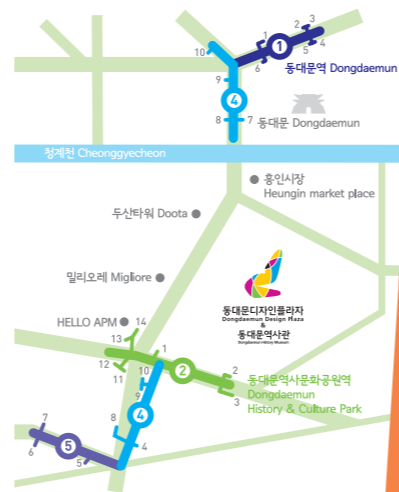 3
1
1
2
4
10
5
6
동대문역 Dongdaemun
9
4
8
7
동대문 Dongdaemun
청계천 Cheonggyecheon
흥인시장
Heungin market place
두산타워 Doota
밀리오레 Migliore
동대문디자인플라자
Dongdaemun Design Plaza
&
동대문역사관
Dongdaemun History Museum
HELLO APM
14
13
1
12
10
2
2
11
9
3
동대문역사문화공원역
Dongdaemun
History & Culture Park
7
8
4
6
5
5
4